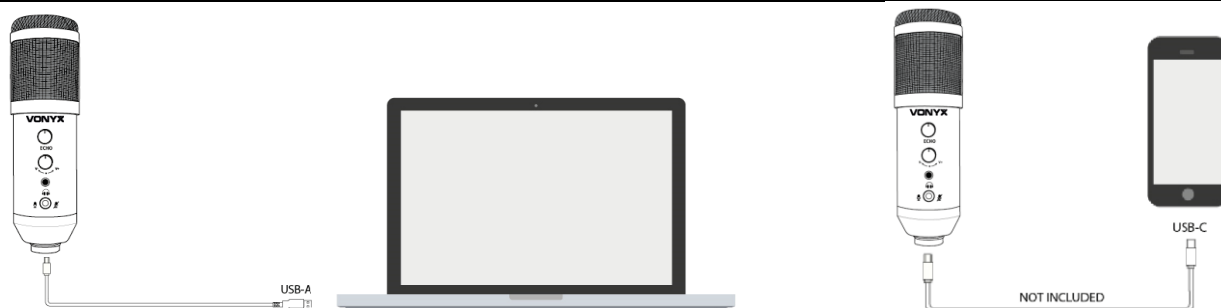 VONYX
ECHO
USB-A
VONYX
ECHO
USB-C
NOT INCLUDED